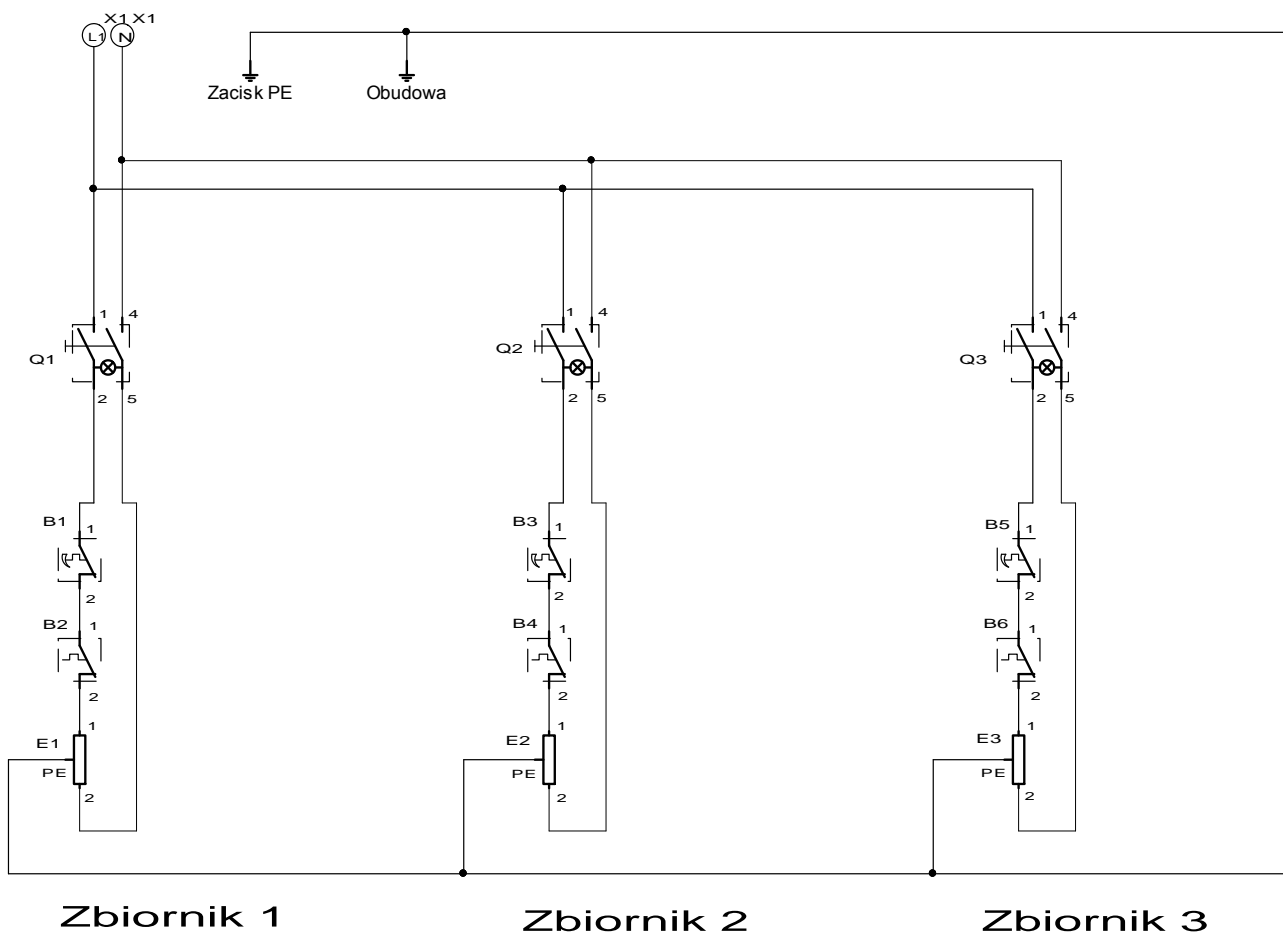 X1 X1
L1 N
Zacisk PE Obudowa
1 4 1 4 1 4
Q1 Q2 Q3
2 5 2 5 2 5
B1 1 B3 1 B5 1
2 2 2
B2 1 B4 1 B6 1
2 2 2
E1 1 E2 1 E3 1
PE PE PE
2 2 2
Zbiornik 1 Zbiornik 2 Zbiornik 3